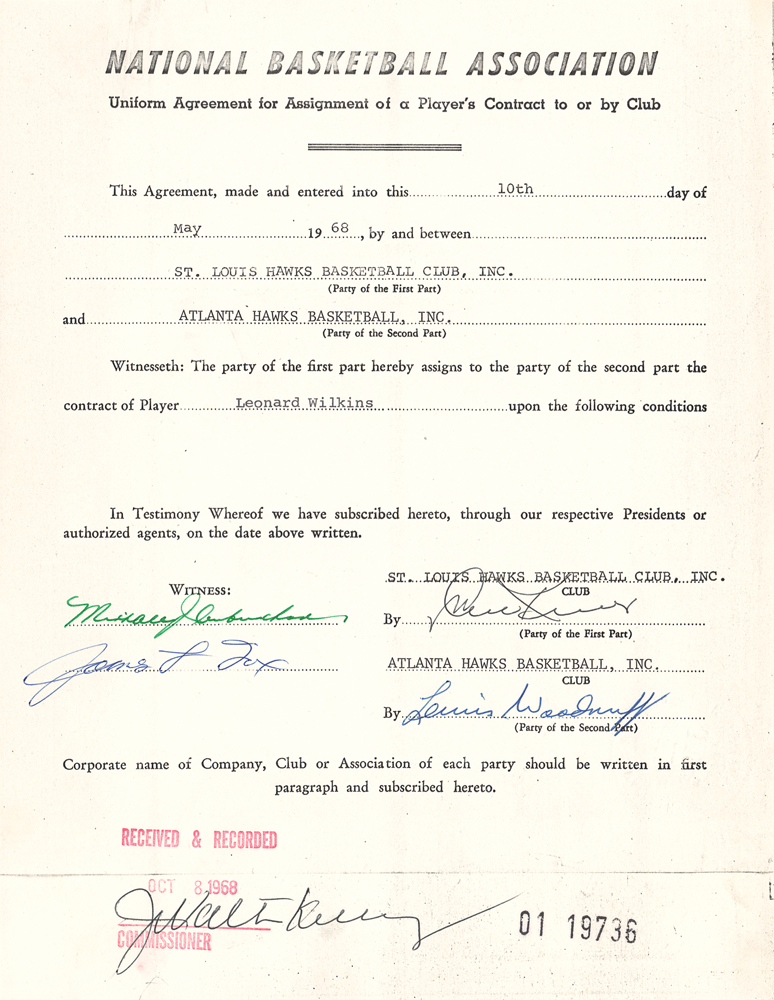 NATIONAL BASKETBALL ASSOCIATION
Uniform Agreement for Assignment of a Player's Contract to or by Club
This Agreement, made and entered into this 10th day of
May 19 68, by and between
ST. LOUIS HAWKS BASKETBALL CLUB, INC.
(Party of the First Part)
and ATLANTA HAWKS BASKETBALL, INC.
(Party of the Second Part)
Witnesseth: The party of the first part hereby assigns to the party of the second part the
contract of Player Leonard Wilkins upon the following conditions
In Testimony Whereof we have subscribed hereto, through our respective Presidents or
authorized agents, on the date above written.
ST. LOUIS HAWKS BASKETBALL CLUB, INC.
WITNESS:
CLUB
By
(Party of the First Part)
James L Fox
ATLANTA HAWKS BASKETBALL, INC.
CLUB
By Lewis Woodruff
(Party of the Second Part)
Corporate name of Company, Club or Association of each party should be written in first
paragraph and subscribed hereto.
RECEIVED & RECORDED
OCT 8 1968
J Walter Kennedy
COMMISSIONER
01 19736